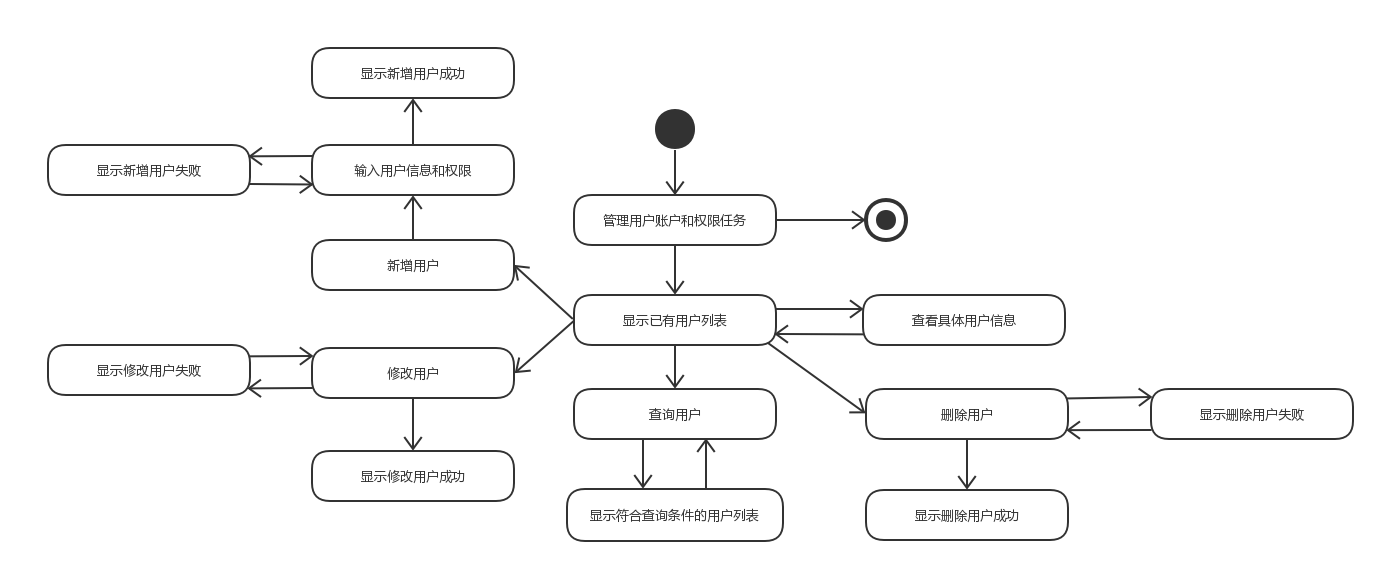 显示新增用户成功
显示新增用户失败
输入用户信息和权限
管理用户账户和权限任务
新增用户
显示已有用户列表
查看具体用户信息
显示修改用户失败
修改用户
查询用户
删除用户
显示删除用户失败
显示修改用户成功
显示符合查询条件的用户列表
显示删除用户成功